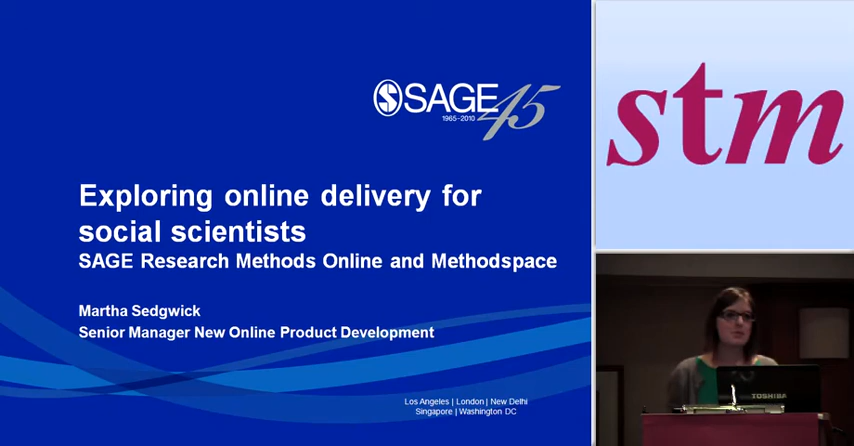 SAGE 45
1965-2010
Exploring online delivery for
social scientists
SAGE Research Methods Online and Methodspace
Martha Sedgwick
Senior Manager New Online Product Development
Los Angeles | London | New Delhi
Singapore | Washington DC
stm
TOSHIBA